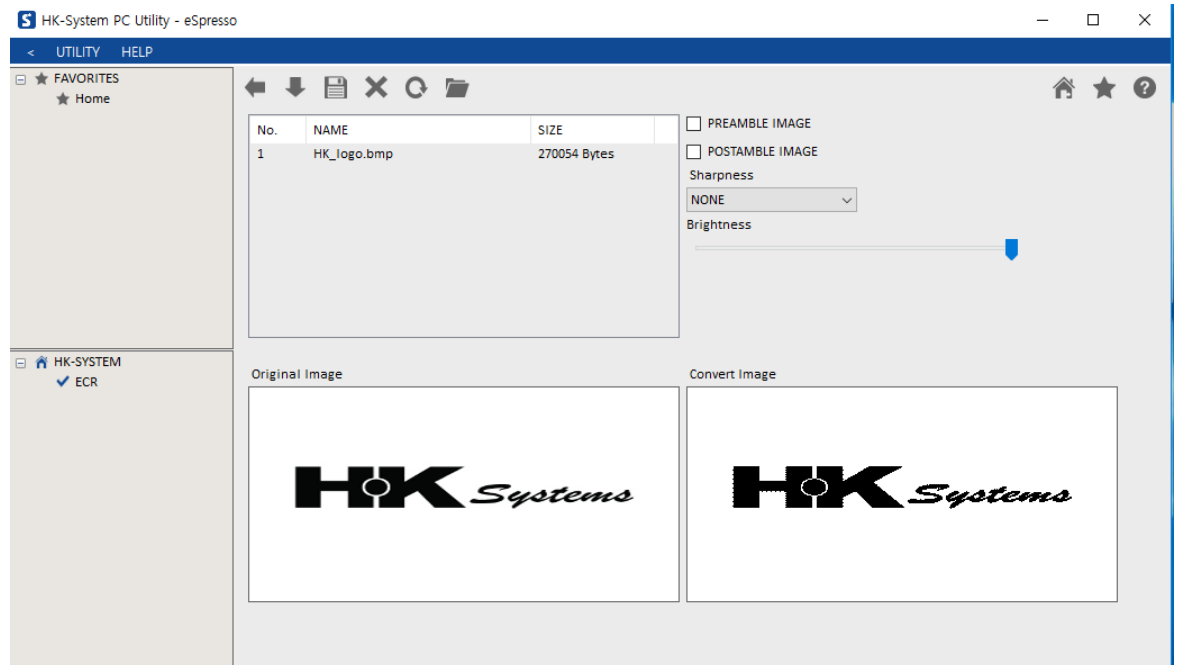 HK-System PC Utility - eSpresso
< UTILITY HELP
FAVORITES
Home
No. NAME SIZE
1 HK_logo.bmp 270054 Bytes
PREAMBLE IMAGE
POSTAMBLE IMAGE
Sharpness
NONE
Brightness
HK-SYSTEM
ECR
Original Image
HK Systems
Convert Image
HK Systems